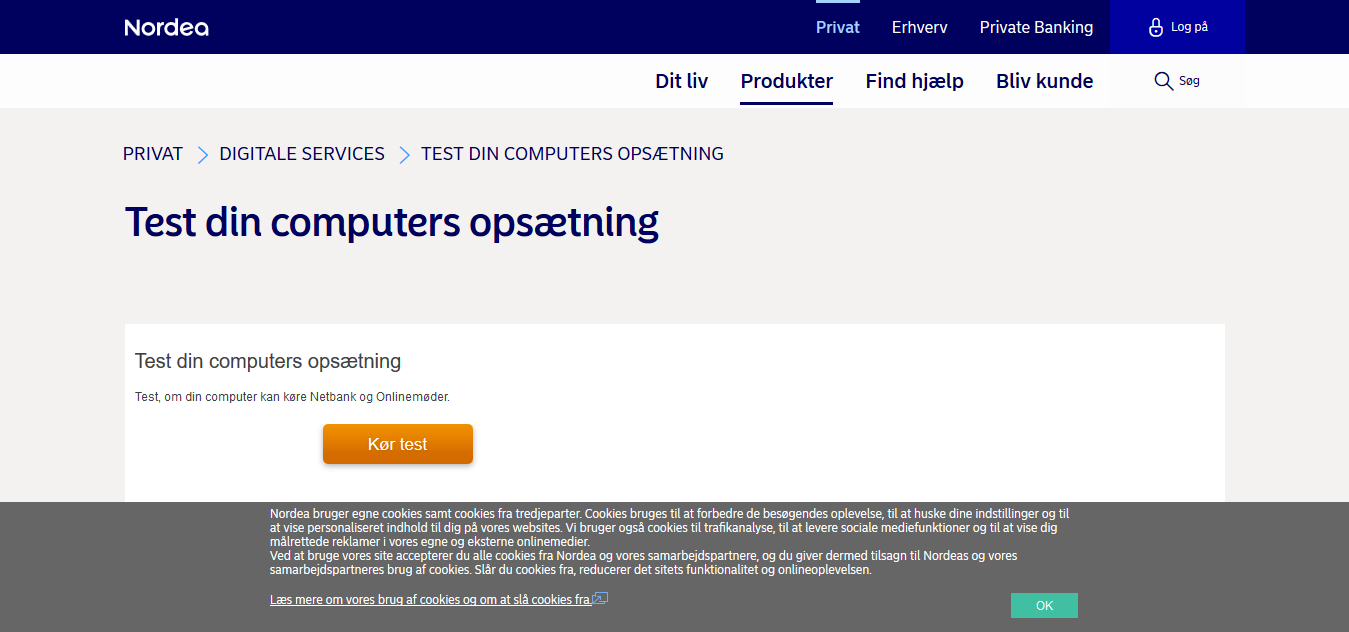 Nordea
Privat Erhverv Private Banking Log på
Dit liv Produkter Find hjælp Bliv kunde Søg
PRIVAT DIGITALE SERVICES TEST DIN COMPUTERS OPSÆTNING
Test din computers opsætning
Test din computers opsætning
Test, om din computer kan køre Netbank og Onlinemøder.
Kør test
Nordea bruger egne cookies samt cookies fra tredjeparter. Cookies bruges til at forbedre de besøgendes oplevelse, til at huske dine indstillinger og til
at vise personaliseret indhold til dig på vores websites. Vi bruger også cookies til trafikanalyse, til at levere sociale mediefunktioner og til at vise dig
målrettede reklamer i vores egne og eksterne onlinemedier.
Ved at bruge vores site accepterer du alle cookies fra Nordea og vores samarbejdspartnere, og du giver dermed tilsagn til Nordeas og vores
samarbejdspartneres brug af cookies. Slår du cookies fra, reducerer det sitets funktionalitet og onlineoplevelsen.
Læs mere om vores brug af cookies og om at slå cookies fra.
OK